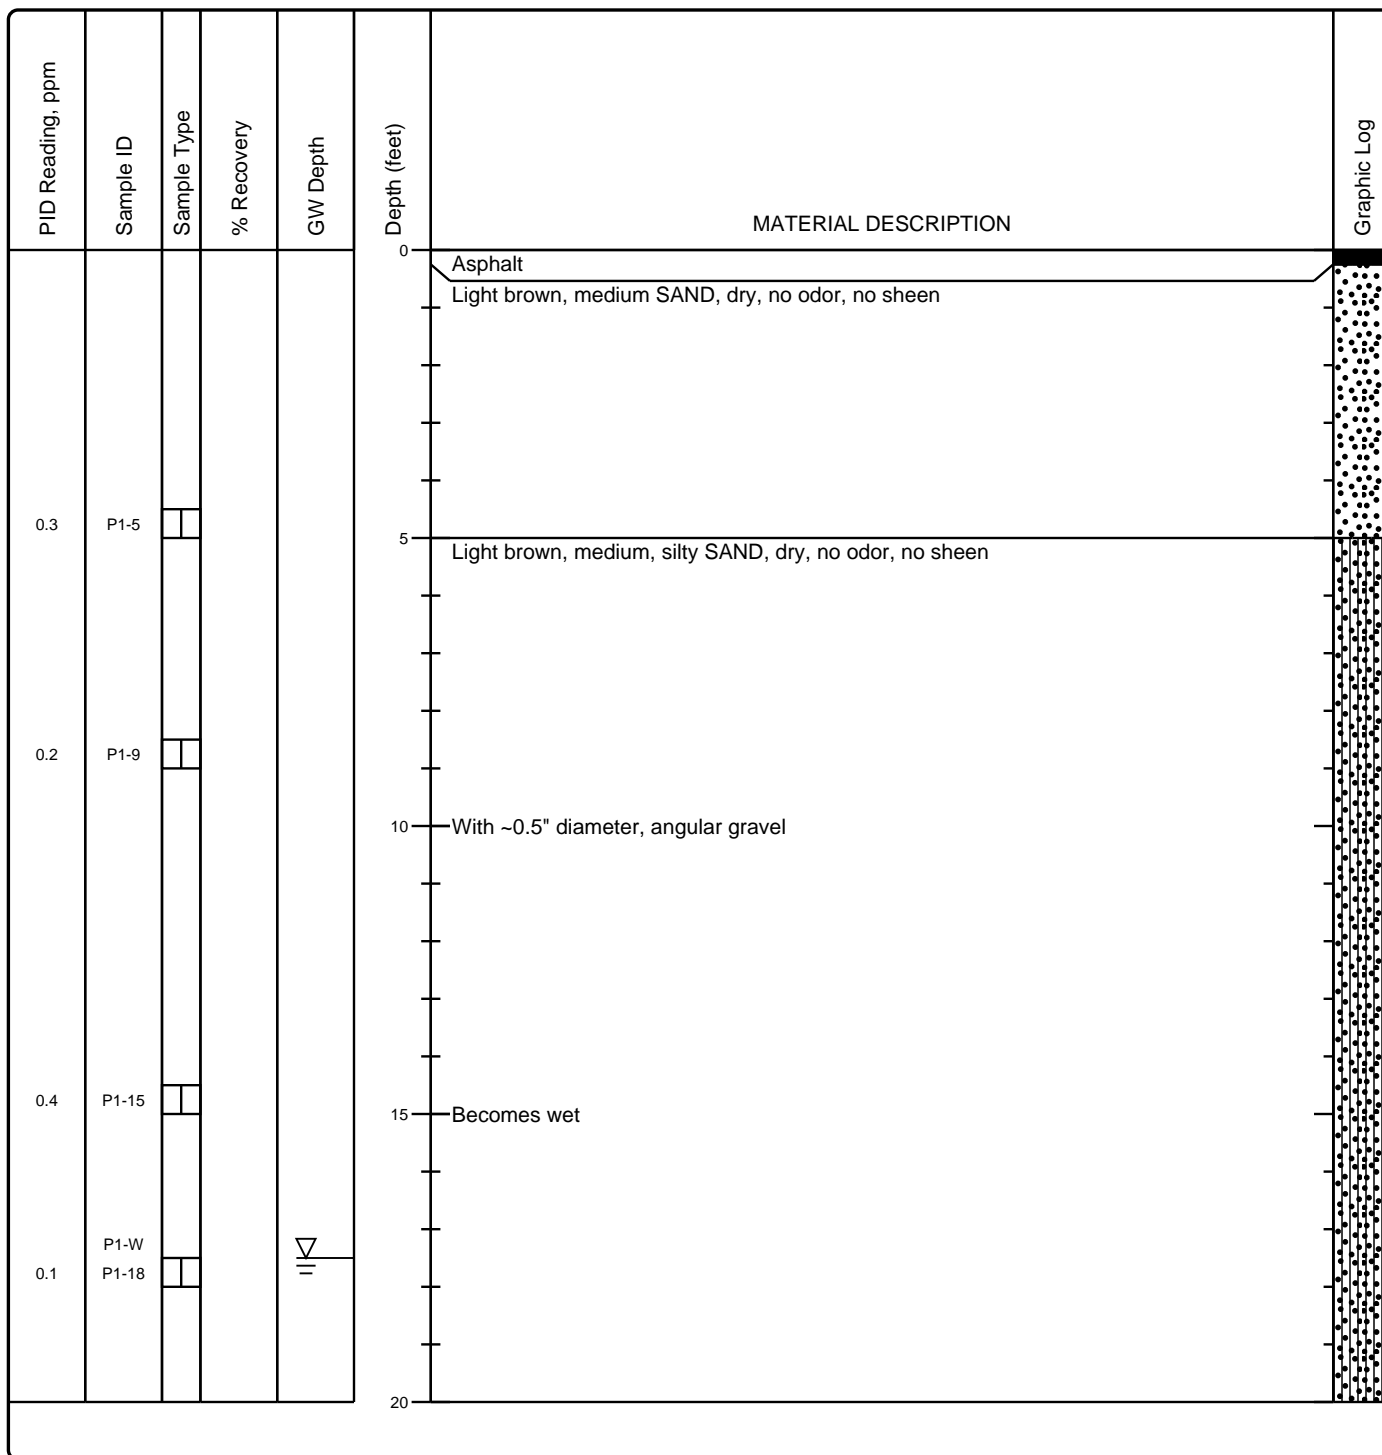 PID Reading, ppm
Sample ID
Sample Type
% Recovery
GW Depth
Depth (feet)
MATERIAL DESCRIPTION
Graphic Log
0
Asphalt
Light brown, medium SAND, dry, no odor, no sheen
0.3 P1-5
5
Light brown, medium, silty SAND, dry, no odor, no sheen
0.2 P1-9
10 With ~0.5" diameter, angular gravel
0.4 P1-15
15 Becomes wet
P1-W
0.1 P1-18
20